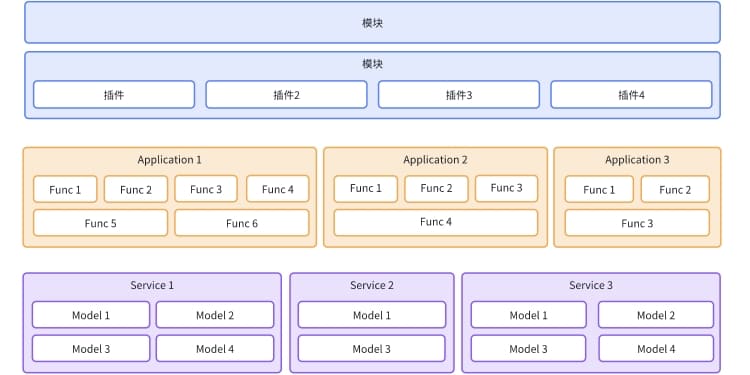 模块
模块
插件 插件2 插件3 插件4
Application 1 Application 2 Application 3
Func 1 Func 2 Func 3 Func 4 Func 1 Func 2 Func 3 Func 1 Func 2
Func 5 Func 6 Func 4 Func 3
Service 1 Service 2 Service 3
Model 1 Model 2 Model 1 Model 1 Model 2
Model 3 Model 4 Model 3 Model 3 Model 4